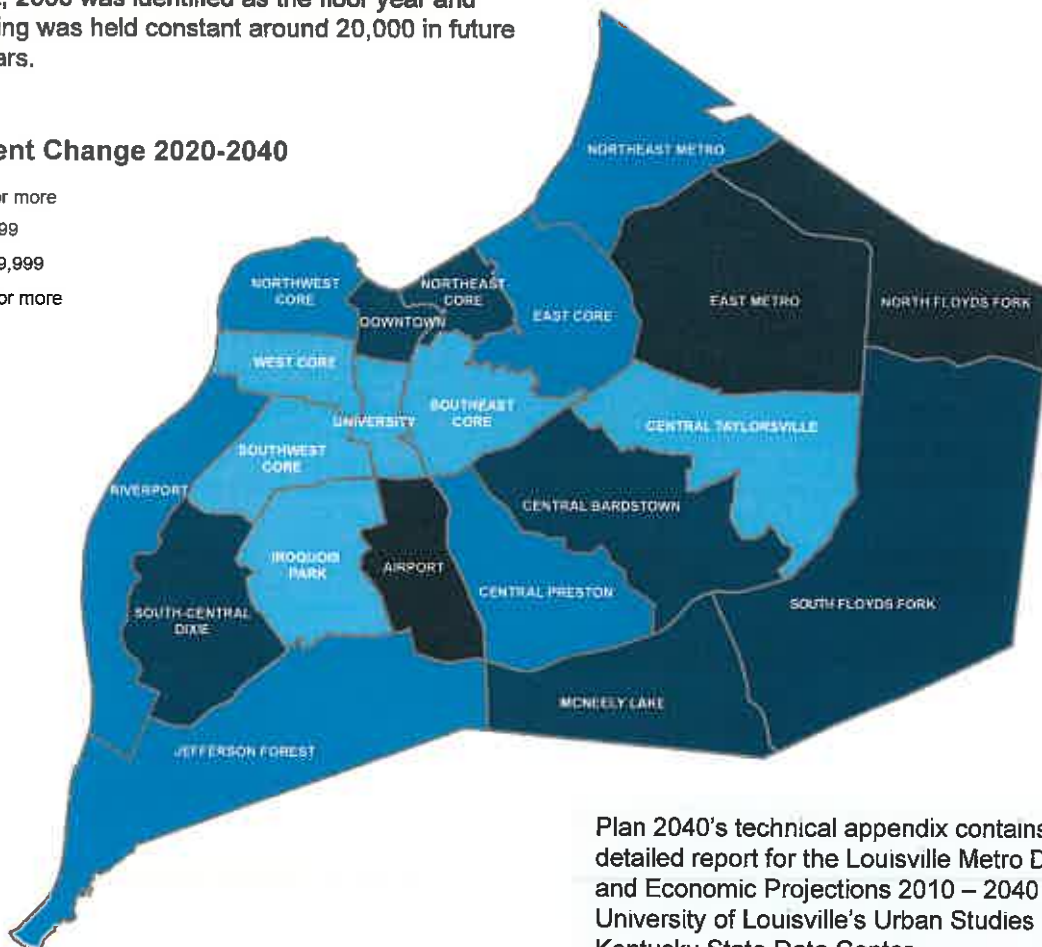 2008 was identified as the floor year and
ing was held constant around 20,000 in future
ars.
ent Change 2020-2040
or more
99
9,999
or more
NORTHEAST METRO
NORTHWEST
CORE
NORTHEAST
CORE
DOWNTOWN
EAST CORE
EAST METRO
NORTH FLOYDS FORK
WEST CORE
UNIVERSITY
SOUTHEAST
CORE
CENTRAL TAYLORSVILLE
SOUTHWEST
CORE
RIVERPORT
CENTRAL BARDSTOWN
IROQUOIS
PARK
AIRPORT
CENTRAL PRESTON
SOUTH FLOYDS FORK
SOUTH-CENTRAL
DIXIE
MCNEELY LAKE
JEFFERSON FOREST
Plan 2040's technical appendix contains
detailed report for the Louisville Metro D
and Economic Projections 2010 – 2040
University of Louisville's Urban Studies
Kentucky State Data Center